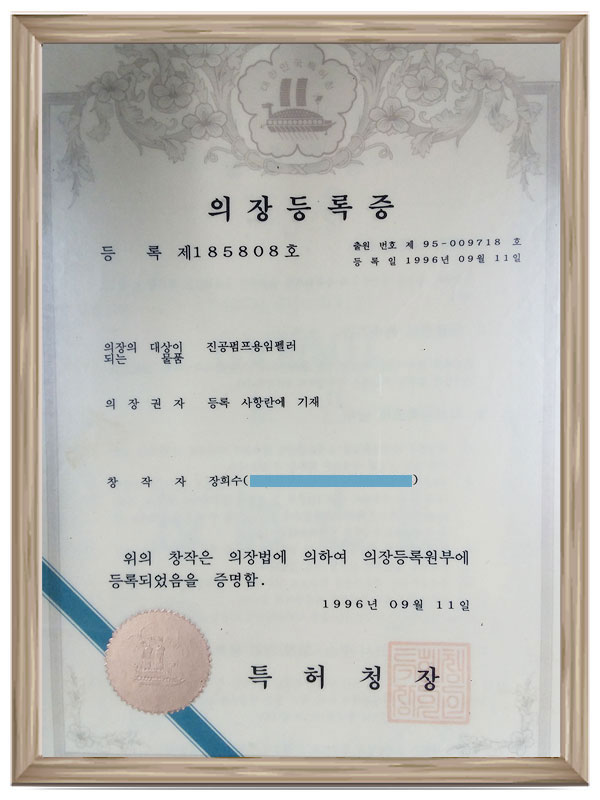 의장등록증
등 록 제185808호
출원 번호 제 95-009718 호
등 록 일 1996년 09월 11일
의장의 대상이
되는 물품
진공펌프용임펠러
의 장 권 자 등록 사항란에 기재
창 작 자 장희수( )
위의 창작은 의장법에 의하여 의장등록원부에
등록되었음을 증명함.
1996년 09월 11일
특 허 청 장